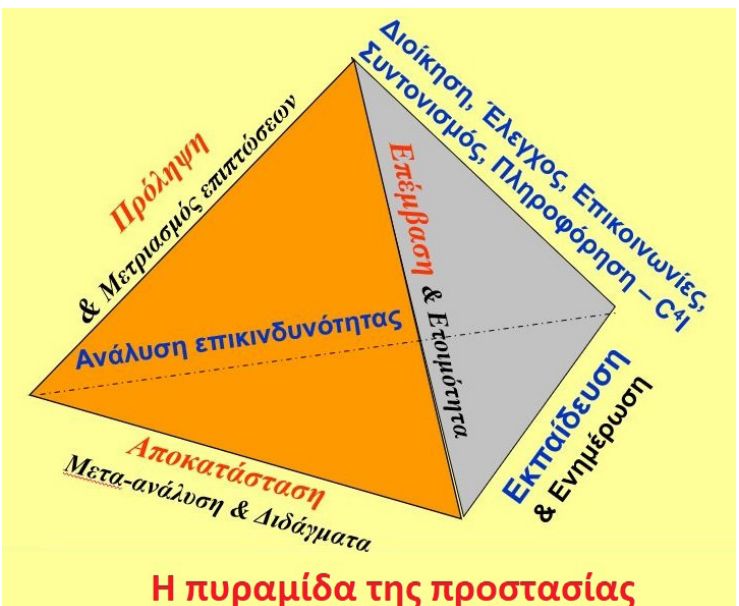 Διοίκηση, Έλεγχος, Επικοινωνίες,
Συντονισμός, Πληροφόρηση – C⁴I
Πρόληψη
& Μετριασμός επιπτώσεων
Επέμβαση & Ετοιμότητα
Ανάλυση επικινδυνότητας
Εκπαίδευση
& Ενημέρωση
Αποκατάσταση
Μετα-ανάλυση & Διδάγματα
Η πυραμίδα της προστασίας